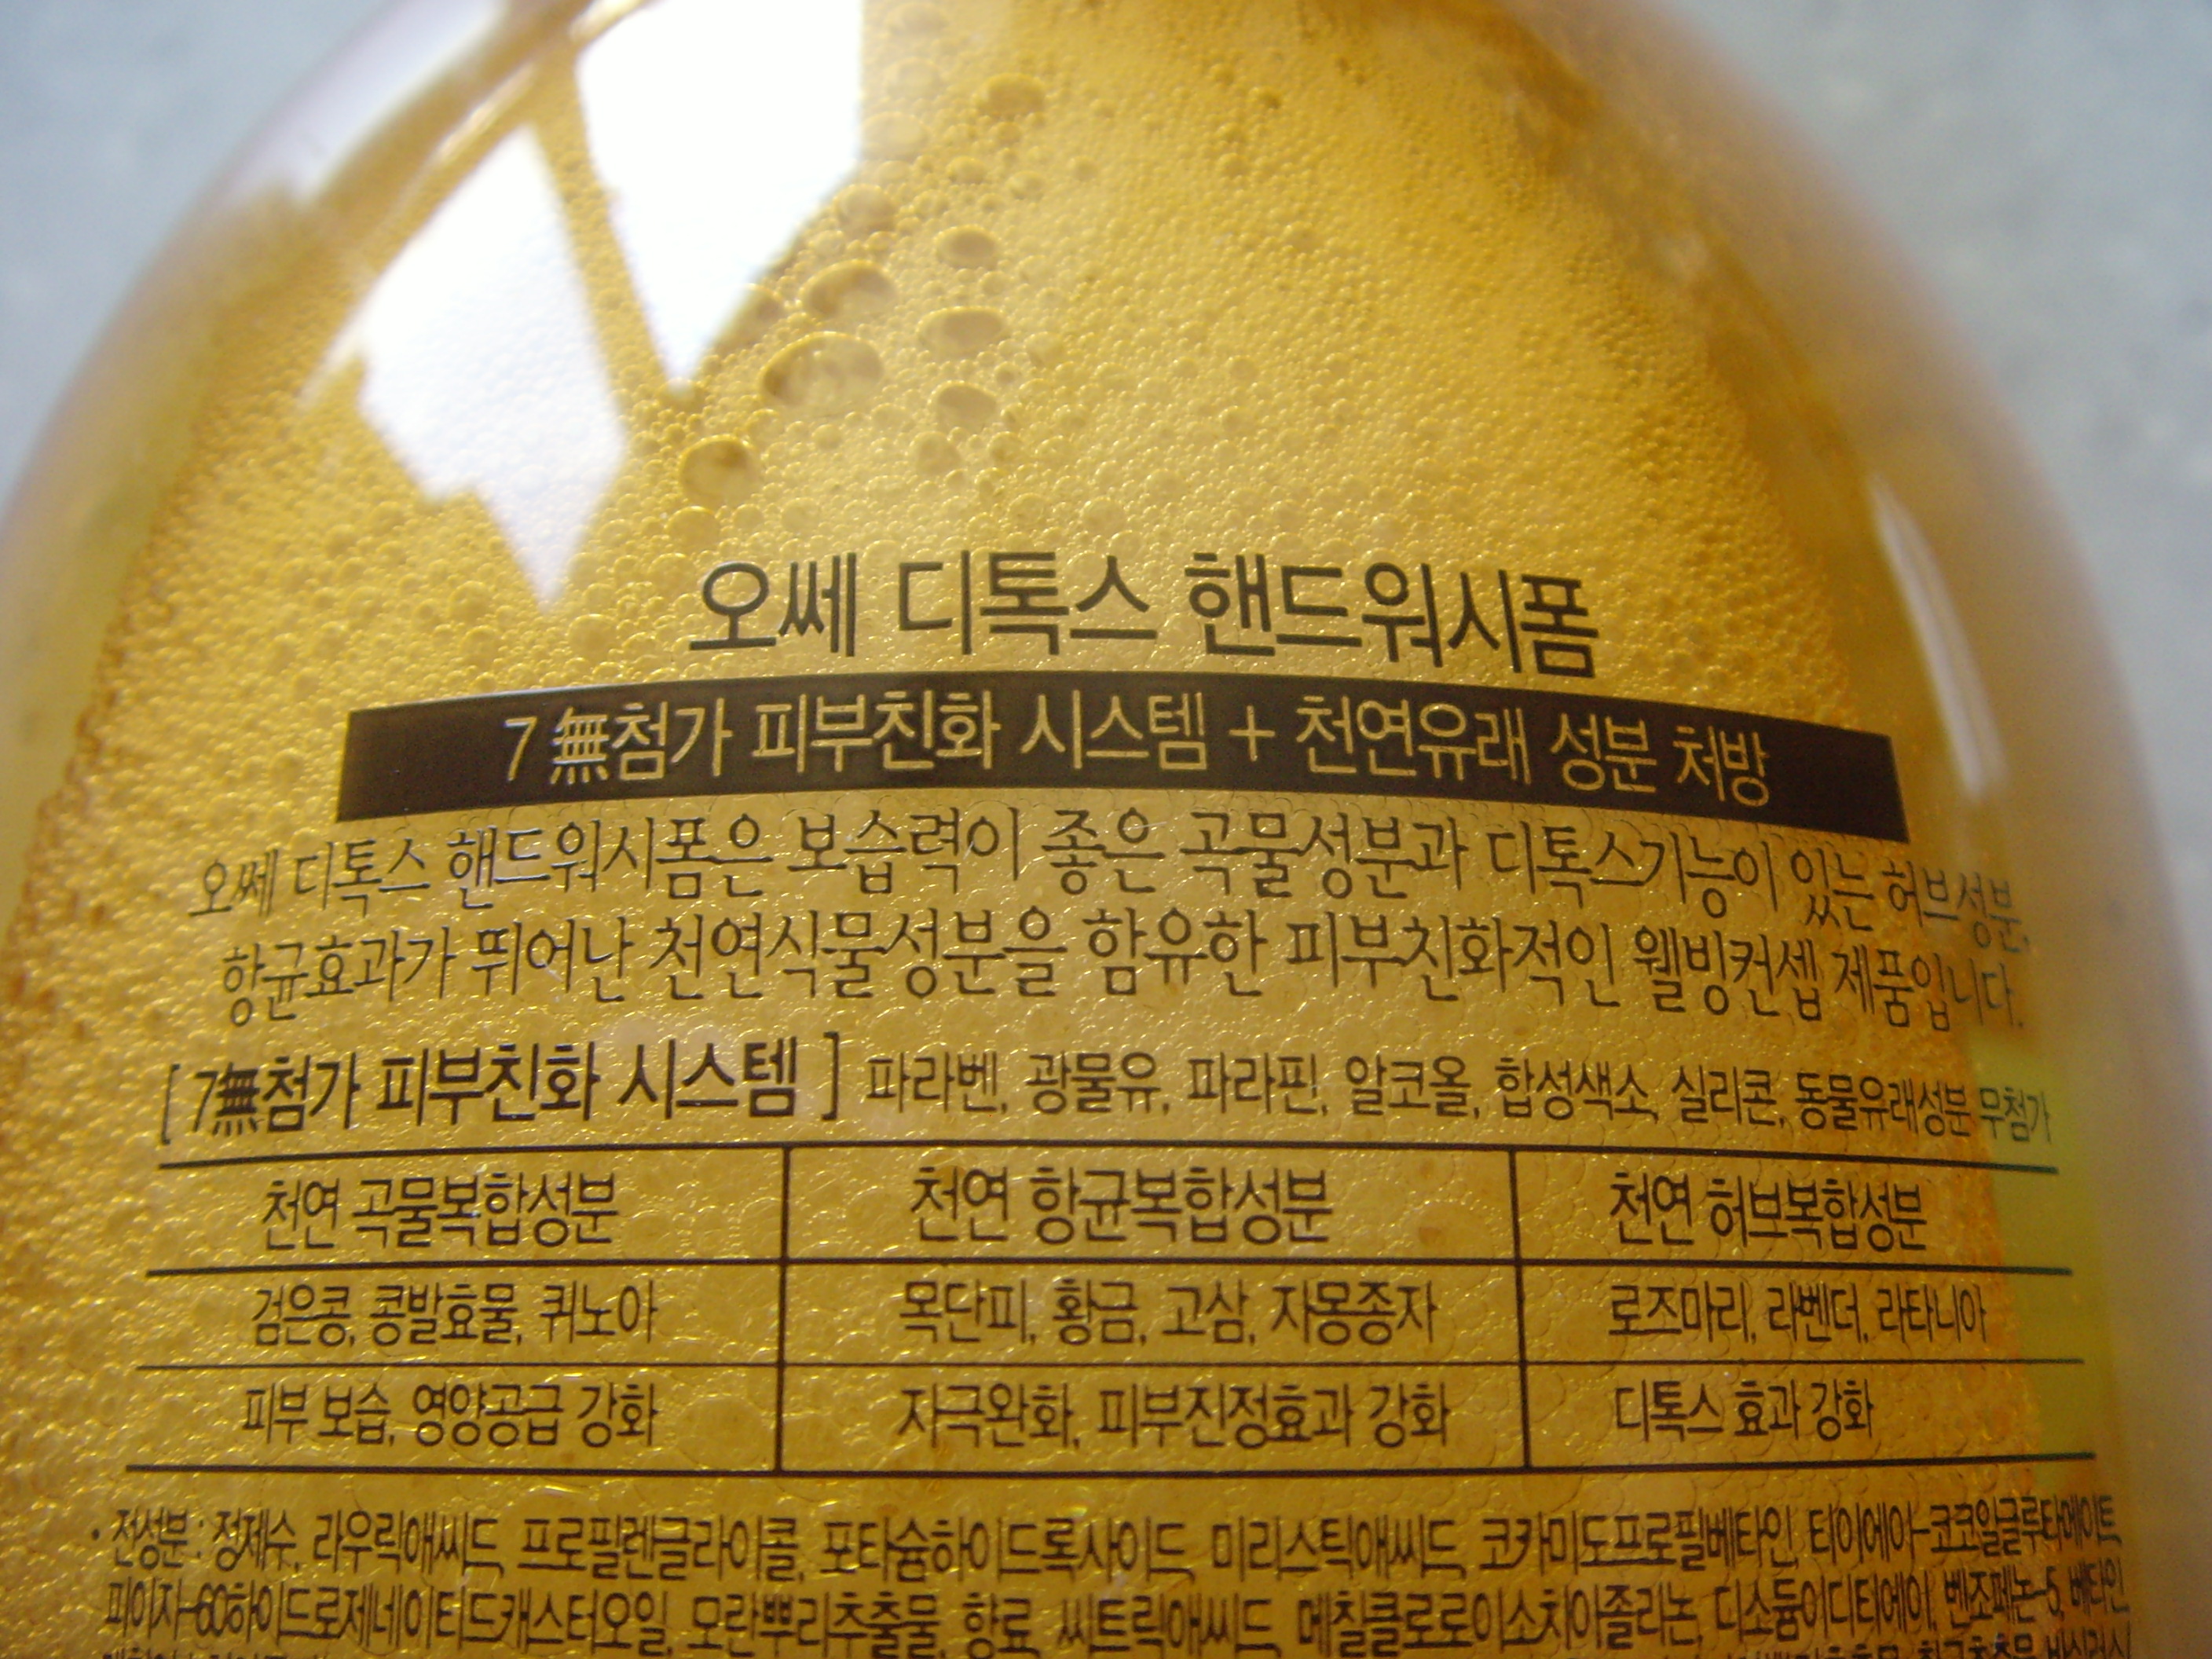 오쎄 디톡스 핸드워시폼
7 無첨가 피부친화 시스템 + 천연유래 성분 처방
오쎄 디톡스 핸드워시폼은 보습력이 좋은 곡물성분과 디톡스기능이 있는 허브성분,
항균효과가 뛰어난 천연식물성분을 함유한 피부친화적인 웰빙컨셉 제품입니다.
[ 7無첨가 피부친화 시스템 ] 파라벤, 광물유, 파라핀, 알코올, 합성색소, 실리콘, 동물유래성분 무첨가
천연 곡물복합성분 천연 항균복합성분 천연 허브복합성분
검은콩, 콩발효물, 퀴노아 목단피, 황금, 고삼, 자몽종자 로즈마리, 라벤더, 라타니아
피부 보습, 영양공급 강화 자극완화, 피부진정효과 강화 디톡스 효과 강화
• 전성분 : 정제수, 라우릭애씨드, 프로필렌글라이콜, 포타슘하이드록사이드, 미리스틱애씨드, 코카미도프로필베타인, 티이에이-코코일글루타메이트,
피이지-60하이드로제네이티드캐스터오일, 모란뿌리추출물, 향료, 씨트릭애씨드, 메칠클로로이소치아졸리논, 디소듐이디티에이, 벤조페논-5, 베타인,